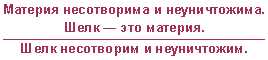 Материя несотворима и неуничтожима.
Шелк — это материя.
Шелк несотворим и неуничтожим.